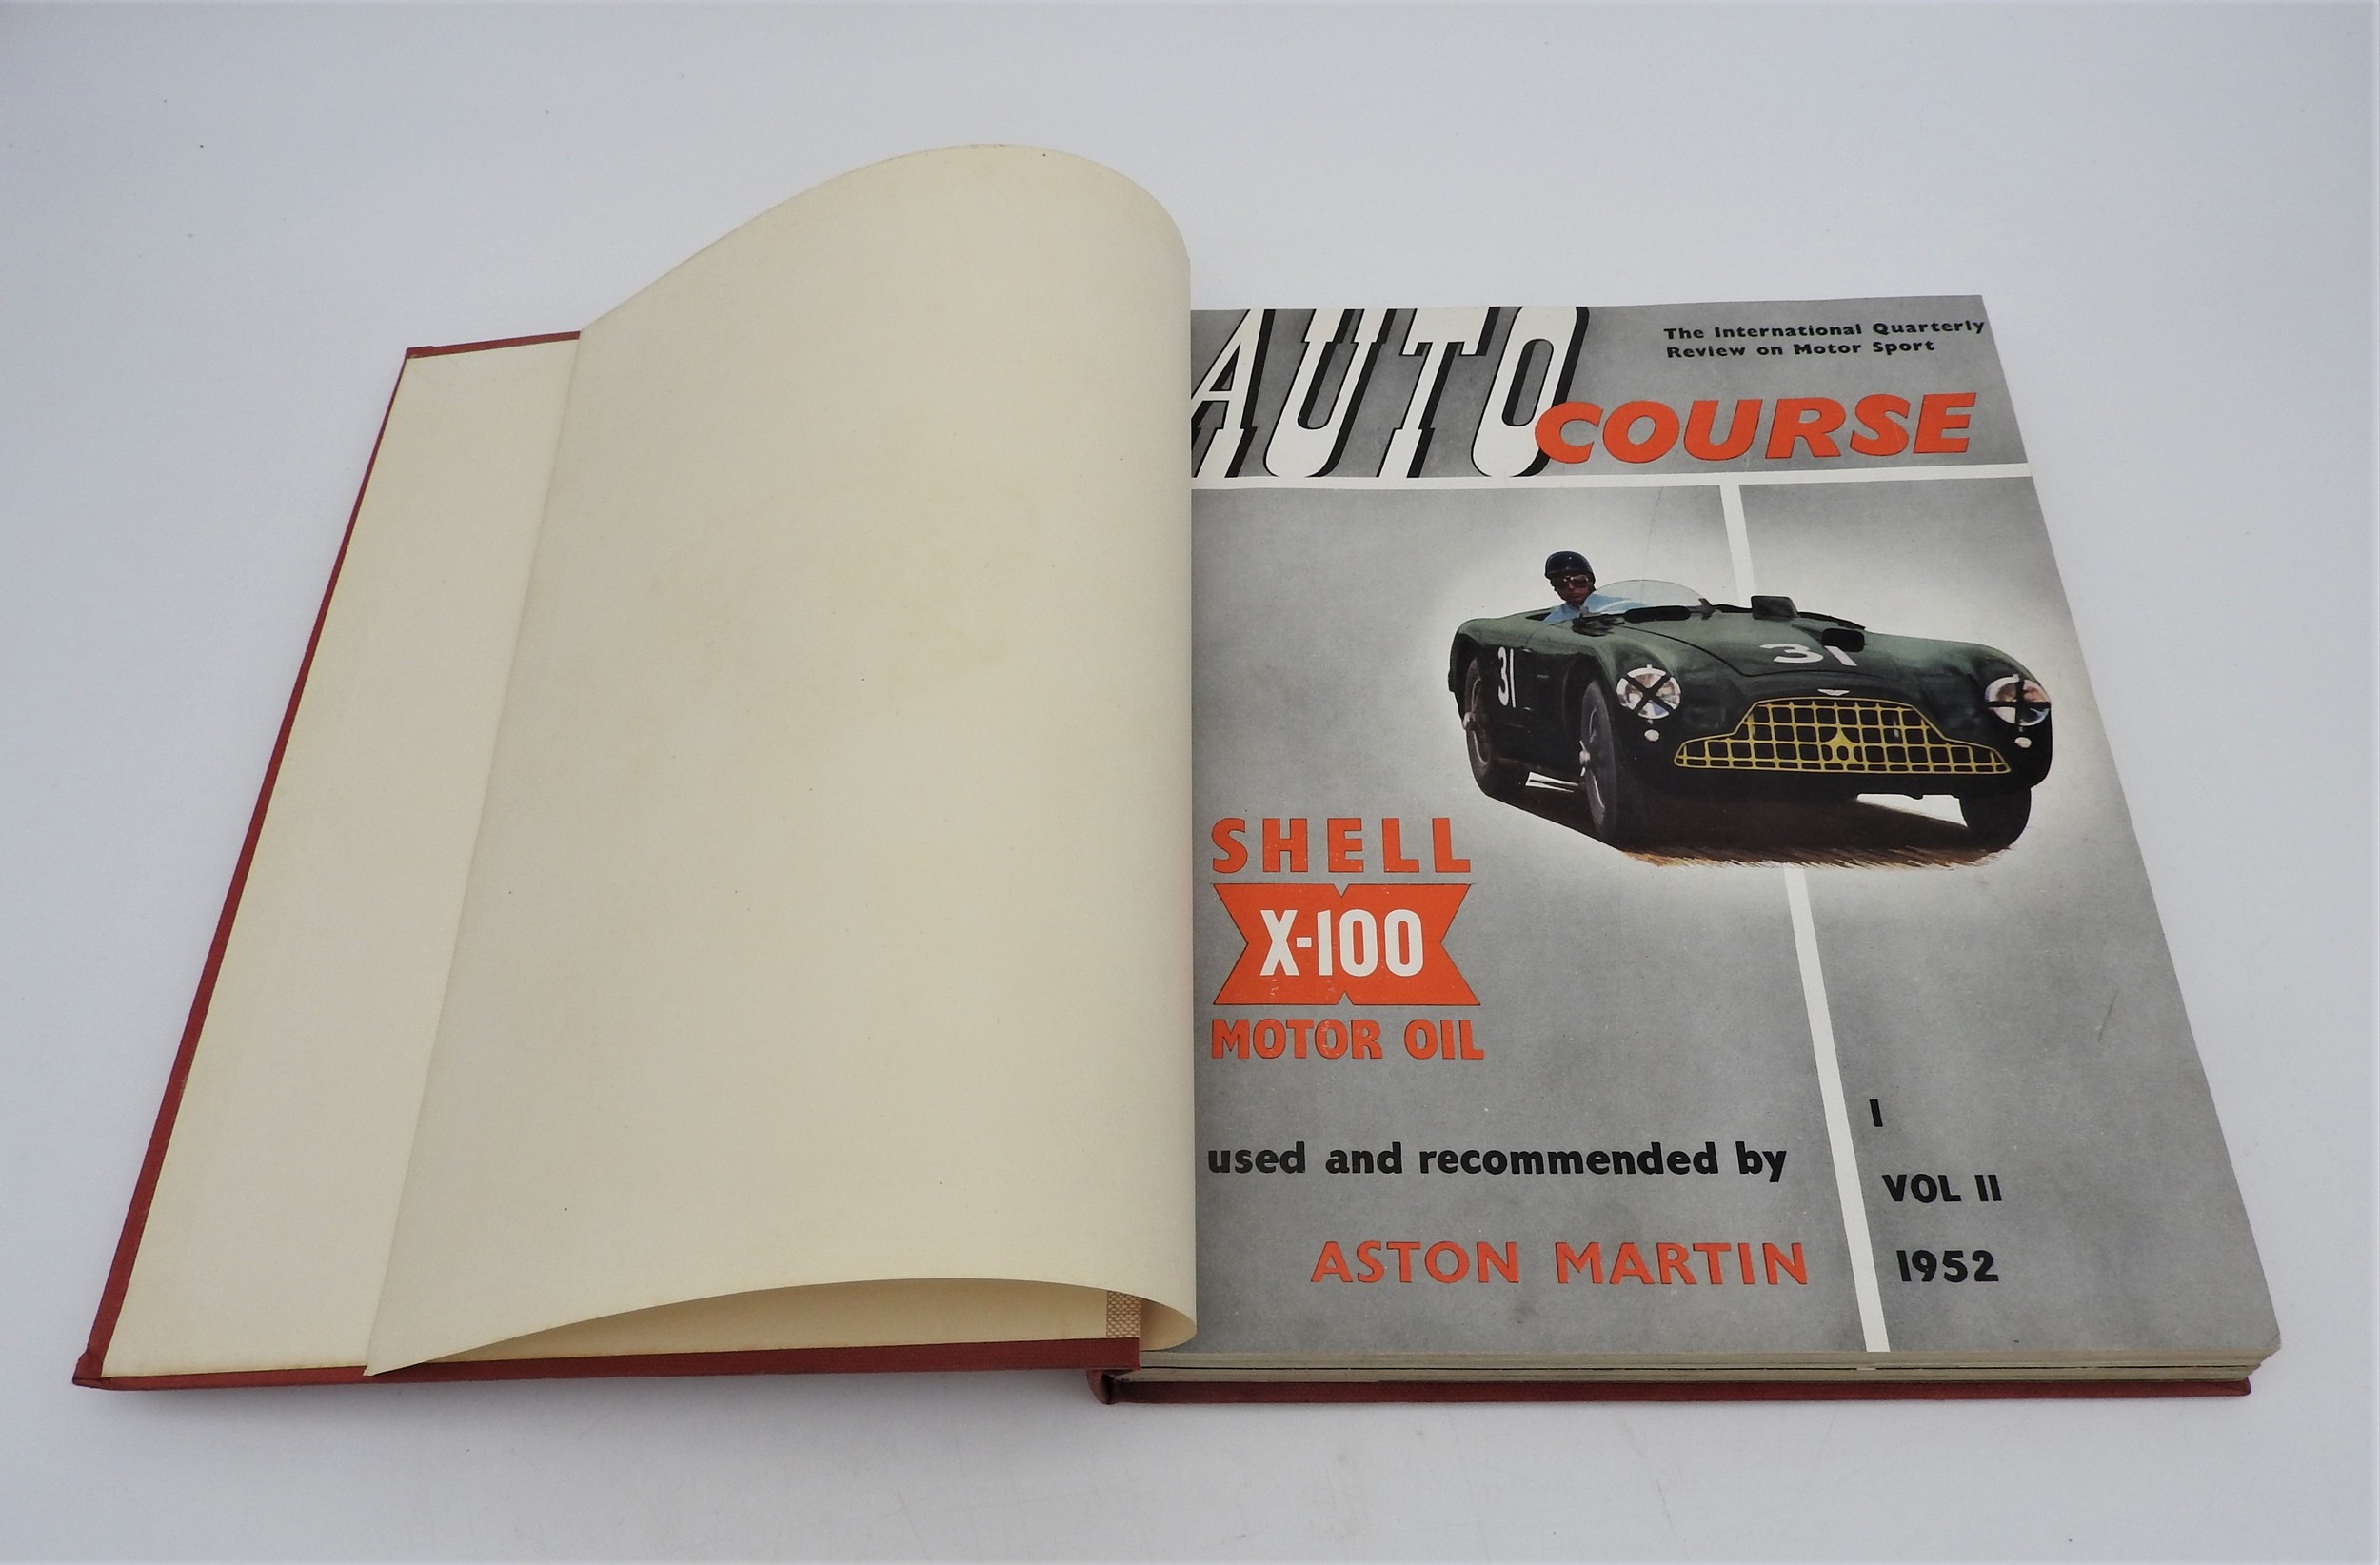 AUTO
The International Quarterly
Review on Motor Sport
COURSE
31
31
SHELL
X-100
MOTOR OIL
used and recommended by
ASTON MARTIN
I
VOL II
1952